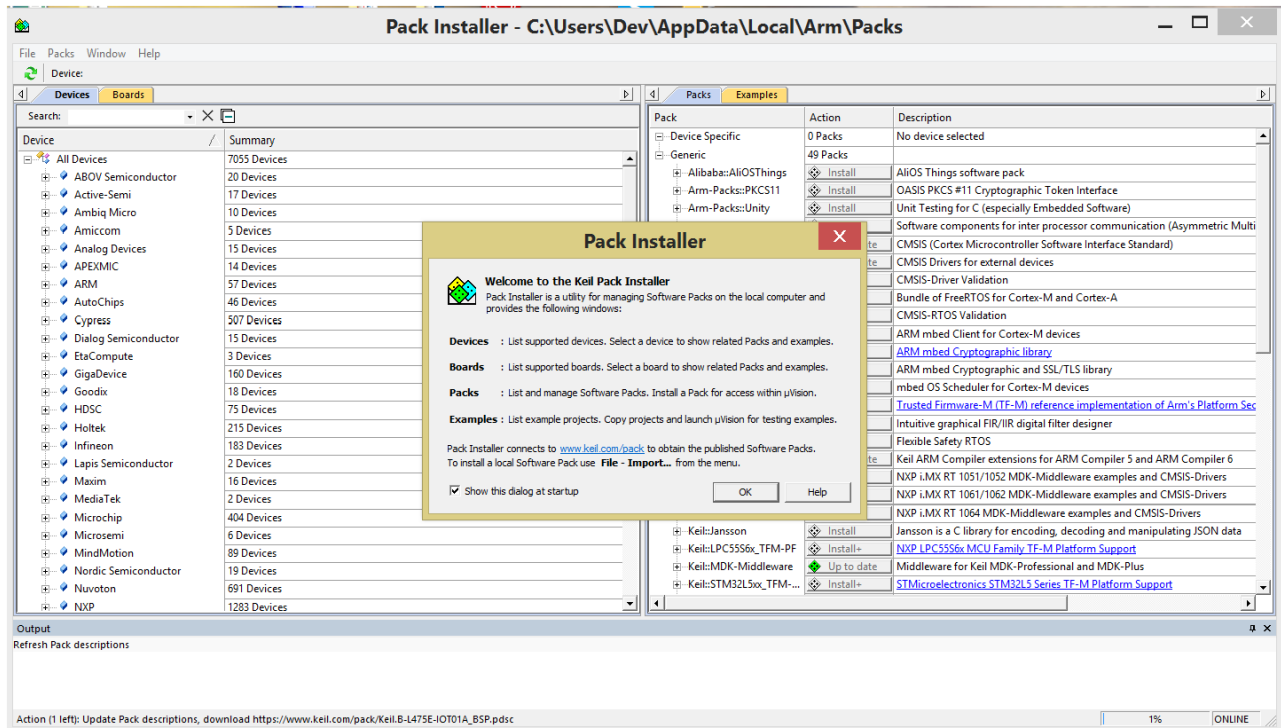 Pack Installer - C:\Users\Dev\AppData\Local\Arm\Packs
File Packs Window Help
Device:
Devices Boards
Search:
Device / Summary
All Devices 7055 Devices
ABOV Semiconductor 20 Devices
Active-Semi 17 Devices
Ambiq Micro 10 Devices
Amiccom 5 Devices
Analog Devices 15 Devices
APEXMIC 14 Devices
ARM 57 Devices
AutoChips 46 Devices
Cypress 507 Devices
Dialog Semiconductor 15 Devices
EtaCompute 3 Devices
GigaDevice 160 Devices
Goodix 18 Devices
HDSC 75 Devices
Holtek 215 Devices
Infineon 183 Devices
Lapis Semiconductor 2 Devices
Maxim 16 Devices
MediaTek 2 Devices
Microchip 404 Devices
Microsemi 6 Devices
MindMotion 89 Devices
Nordic Semiconductor 19 Devices
Nuvoton 691 Devices
NXP 1283 Devices
Packs Examples
Pack Action Description
Device Specific 0 Packs No device selected
Generic 49 Packs
Alibaba::AliOSThings Install AliOS Things software pack
Arm-Packs::PKCS11 Install OASIS PKCS #11 Cryptographic Token Interface
Arm-Packs::Unity Install Unit Testing for C (especially Embedded Software)
Software components for inter processor communication (Asymmetric Multi
te CMSIS (Cortex Microcontroller Software Interface Standard)
te CMSIS Drivers for external devices
CMSIS-Driver Validation
Bundle of FreeRTOS for Cortex-M and Cortex-A
CMSIS-RTOS Validation
ARM mbed Client for Cortex-M devices
ARM mbed Cryptographic library
ARM mbed Cryptographic and SSL/TLS library
mbed OS Scheduler for Cortex-M devices
Trusted Firmware-M (TF-M) reference implementation of Arm's Platform Sec
Intuitive graphical FIR/IIR digital filter designer
Flexible Safety RTOS
te Keil ARM Compiler extensions for ARM Compiler 5 and ARM Compiler 6
NXP i.MX RT 1051/1052 MDK-Middleware examples and CMSIS-Drivers
NXP i.MX RT 1061/1062 MDK-Middleware examples and CMSIS-Drivers
NXP i.MX RT 1064 MDK-Middleware examples and CMSIS-Drivers
Keil::Jansson Install Jansson is a C library for encoding, decoding and manipulating JSON data
Keil::LPC55S6x_TFM-PF Install+ NXP LPC55S6x MCU Family TF-M Platform Support
Keil::MDK-Middleware Up to date Middleware for Keil MDK-Professional and MDK-Plus
Keil::STM32L5xx_TFM-... Install+ STMicroelectronics STM32L5 Series TF-M Platform Support
Pack Installer
Welcome to the Keil Pack Installer
Pack Installer is a utility for managing Software Packs on the local computer and
provides the following windows:
Devices : List supported devices. Select a device to show related Packs and examples.
Boards : List supported boards. Select a board to show related Packs and examples.
Packs : List and manage Software Packs. Install a Pack for access within µVision.
Examples : List example projects. Copy projects and launch µVision for testing examples.
Pack Installer connects to www.keil.com/pack to obtain the published Software Packs.
To install a local Software Pack use File - Import... from the menu.
Show this dialog at startup
OK Help
Output
Refresh Pack descriptions
Action (1 left): Update Pack descriptions, download https://www.keil.com/pack/Keil.B-L475E-IOT01A_BSP.pdsc 1% ONLINE